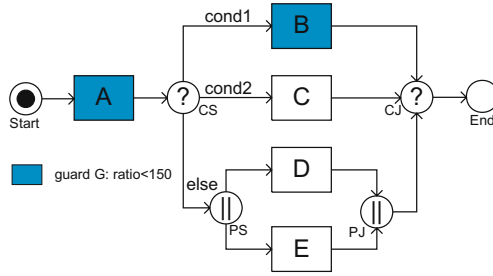 cond1
B
A
?
cond2
C
?
Start
CS
CJ
End
guard G: ratio<150
else
D
||
PS
||
PJ
E